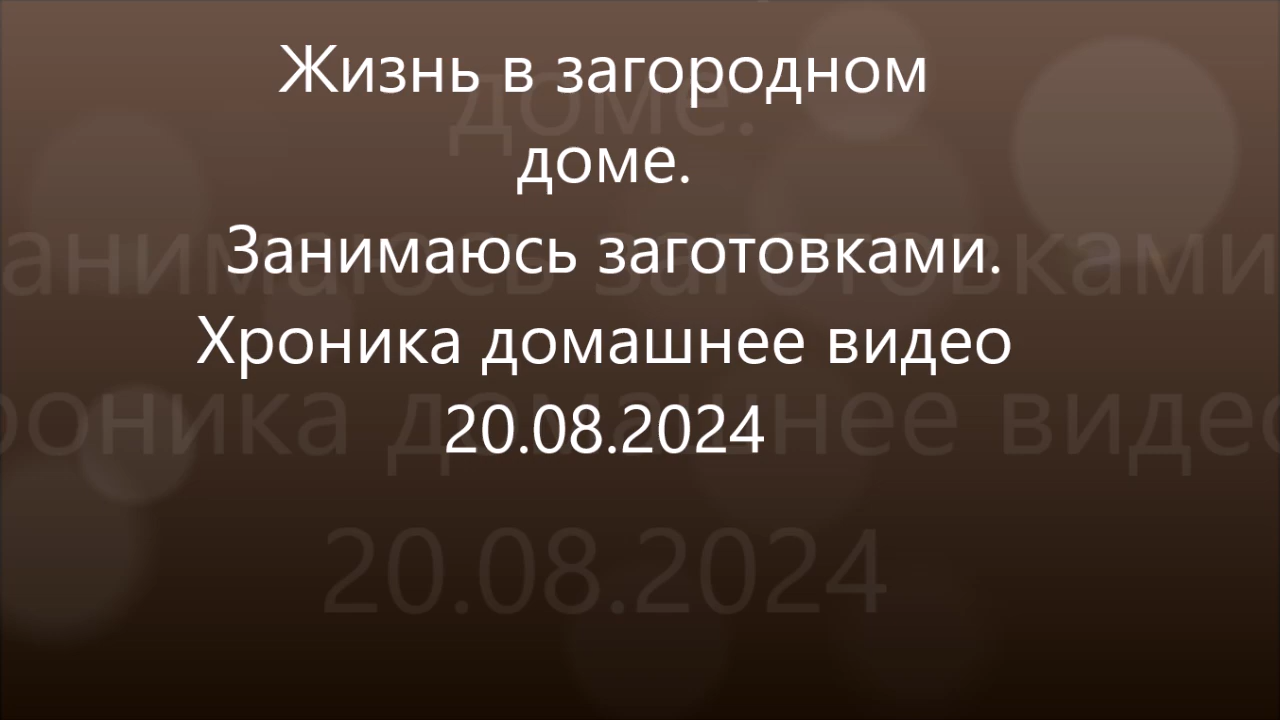 Жизнь в загородном
доме.
Занимаюсь заготовками.
Хроника домашнее видео
20.08.2024